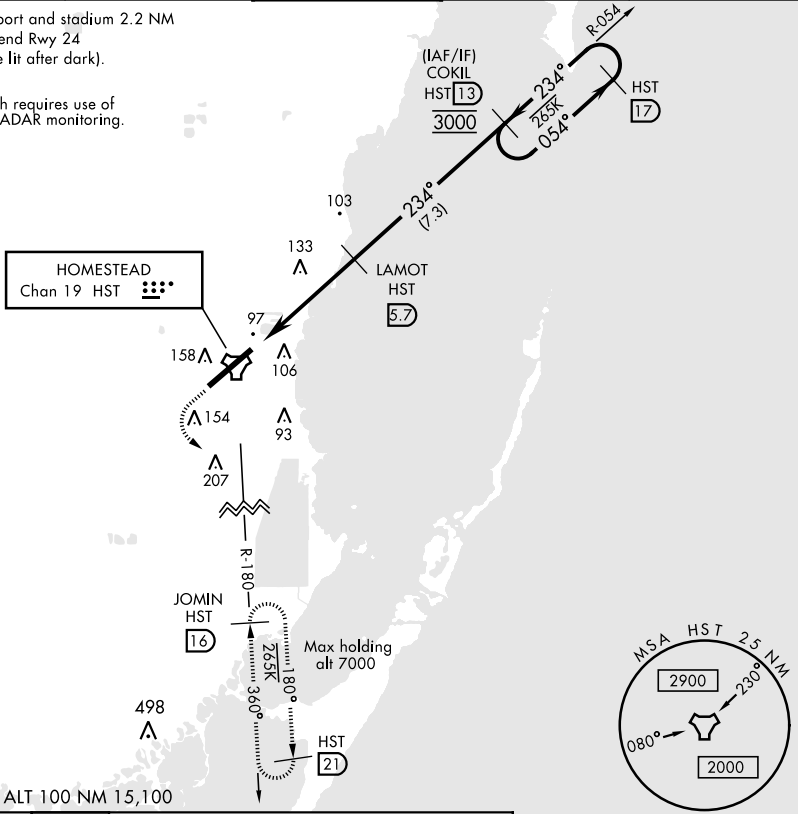 port and stadium 2.2 NM
end Rwy 24
e lit after dark).
h requires use of
ADAR monitoring.
R-054
(IAF/IF)
COKIL
HST 13
3000
234°
265K
054°
HST
17
234°
(7.3)
103
133
LAMOT
HST
5.7
HOMESTEAD
Chan 19 HST
97
158
106
154
93
207
R-180
JOMIN
HST
16
265K
360°
180°
Max holding
alt 7000
498
HST
21
MSA HST 25 NM
2900
230°
080°
2000
ALT 100 NM 15,100